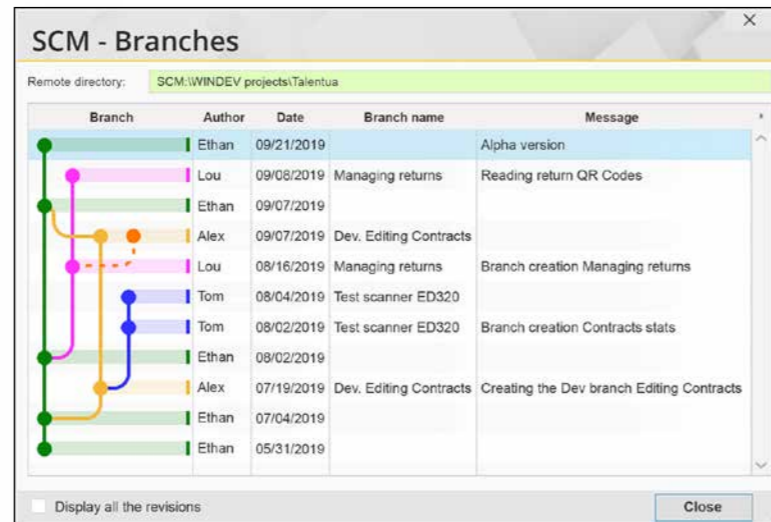 SCM - Branches
Remote directory: SCM:\WINDEV projects\Talentua
Branch Author Date Branch name Message
Ethan 09/21/2019 Alpha version
Lou 09/08/2019 Managing returns Reading return QR Codes
Ethan 09/07/2019
Alex 09/07/2019 Dev. Editing Contracts
Lou 08/16/2019 Managing returns Branch creation Managing returns
Tom 08/04/2019 Test scanner ED320
Tom 08/02/2019 Test scanner ED320 Branch creation Contracts stats
Ethan 08/02/2019
Alex 07/19/2019 Dev. Editing Contracts Creating the Dev branch Editing Contracts
Ethan 07/04/2019
Ethan 05/31/2019
Display all the revisions Close